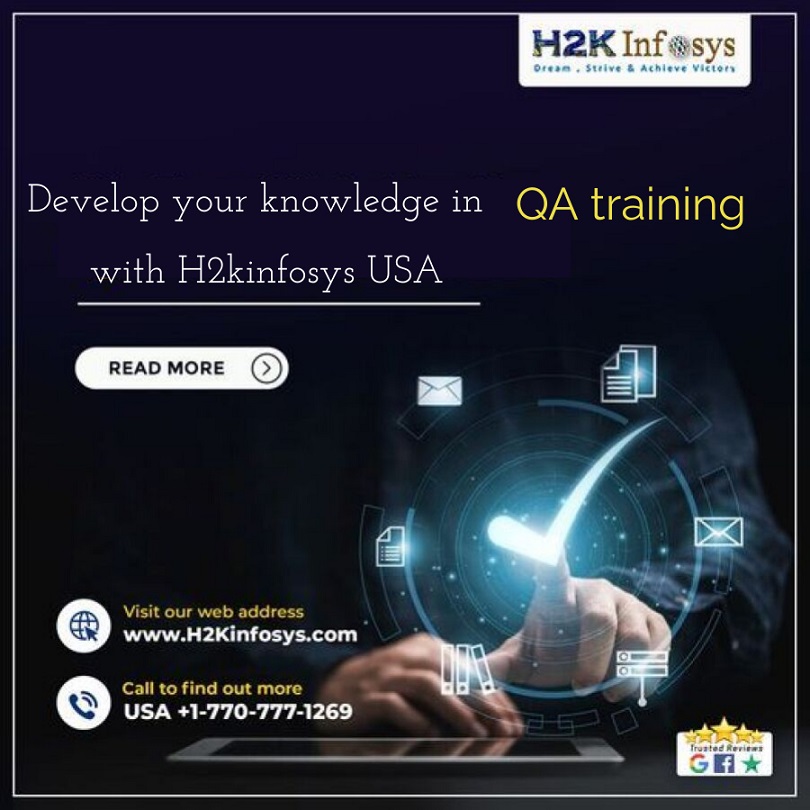 H2K Infosys
Dream , Strive & Achieve Victory
Develop your knowledge in QA training
with H2kinfosys USA
READ MORE
Visit our web address
www.H2Kinfosys.com
Call to find out more
USA +1-770-777-1269
Trusted Reviews